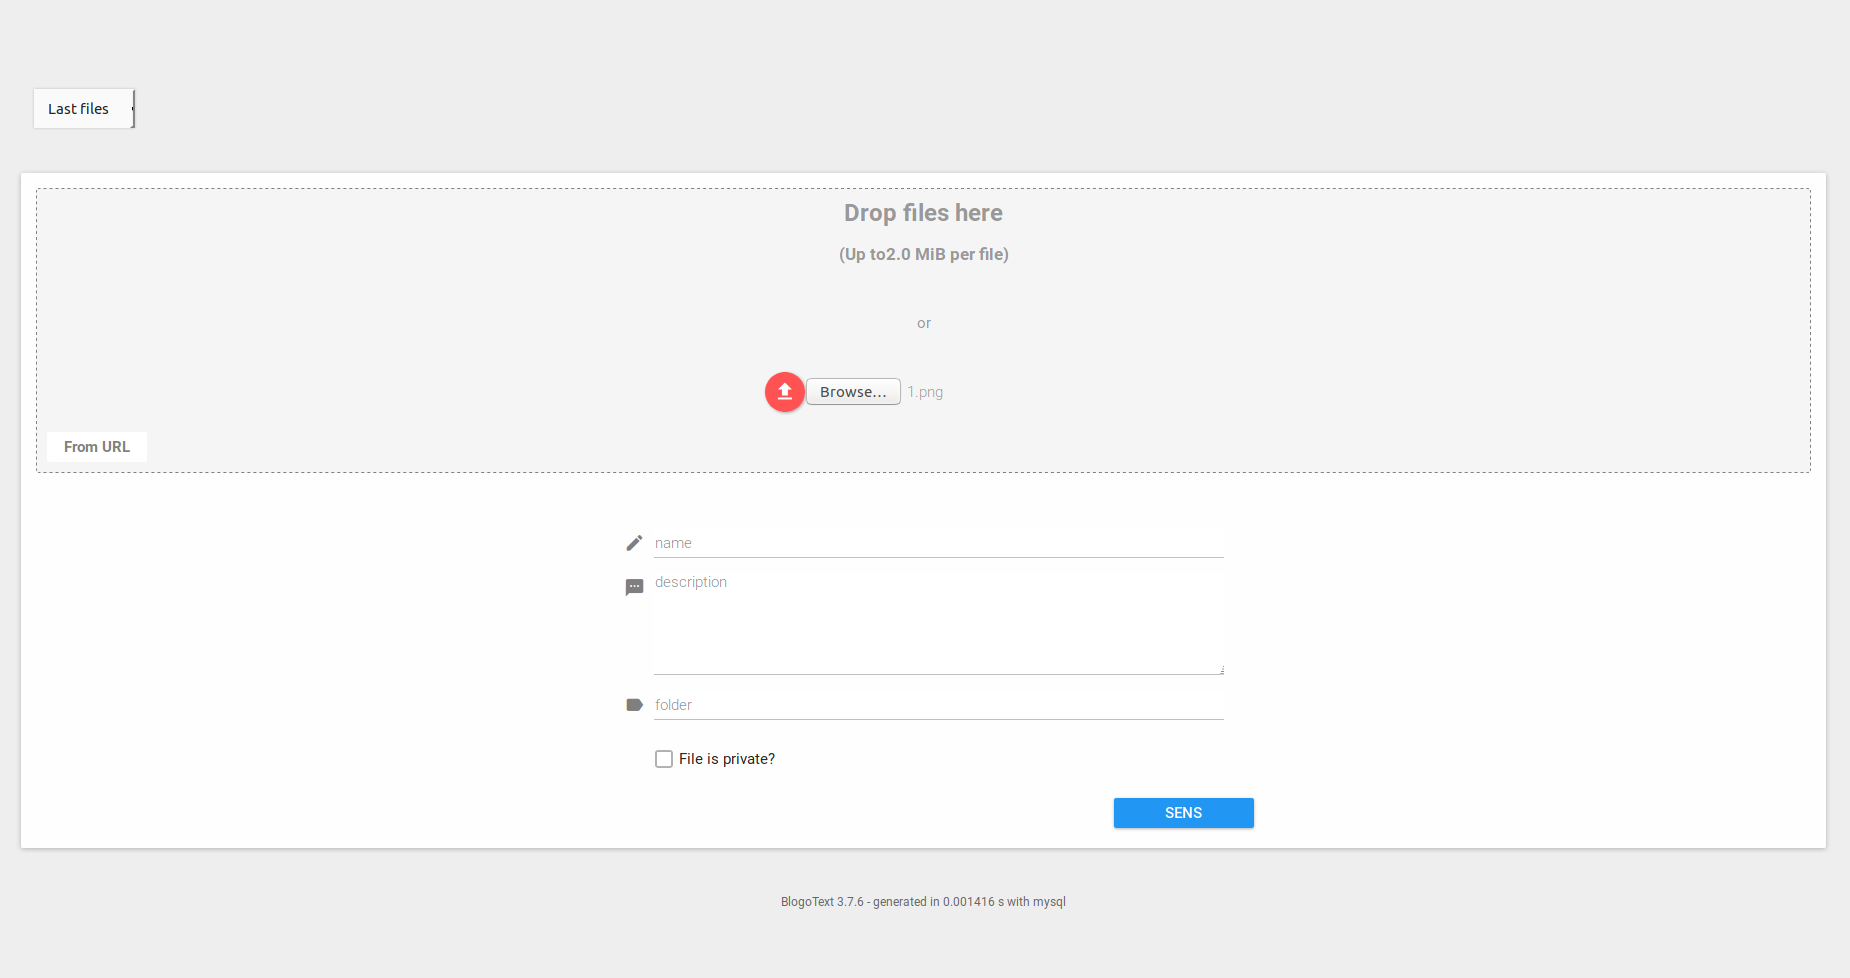 Last files
Drop files here
(Up to2.0 MiB per file)
or
Browse... 1.png
From URL
name
description
folder
File is private?
SENS
BlogoText 3.7.6 - generated in 0.001416 s with mysql